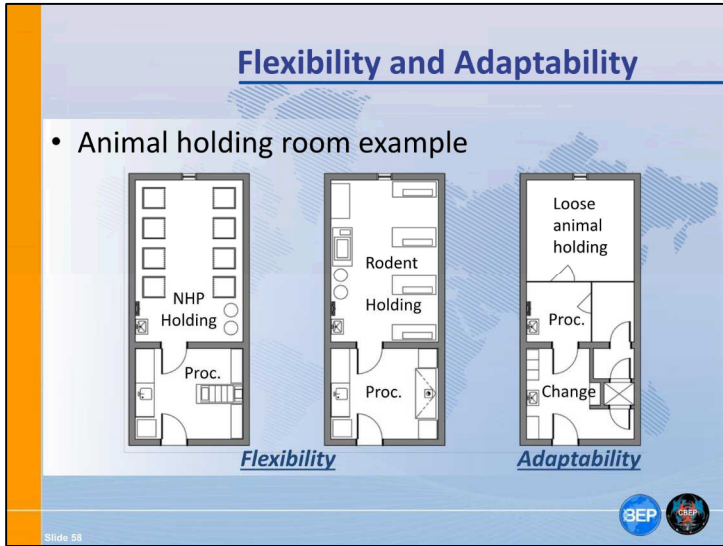 Flexibility and Adaptability
• Animal holding room example
NHP
Holding
Proc.
Rodent
Holding
Proc.
Loose
animal
holding
Proc.
Change
Flexibility
Adaptability
Slide 58
BEP
CBEP